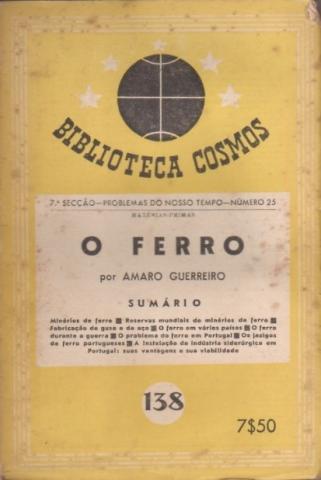 BIBLIOTECA COSMOS
7.ª SECÇÃO—PROBLEMAS DO NOSSO TEMPO—NÚMERO 25
MATÉRIAS-PRIMAS
O FERRO
por AMARO GUERREIRO
SUMÁRIO
Minérios de ferro ■ Reservas mundiais de minérios de ferro ■
Fabricação de gusa e do aço ■ O ferro em vários países ■ O ferro
durante a guerra ■ O problema do ferro em Portugal ■ Os jazigos
de ferro portugueses ■ A instalação da indústria siderúrgica em
Portugal: suas vantagens e sua viabilidade
138
7$50